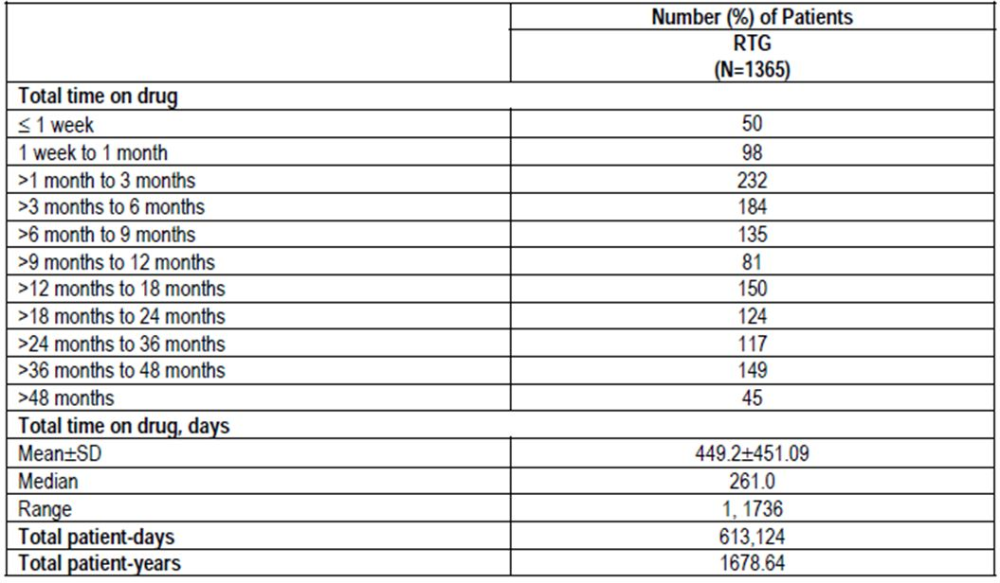 Number (%) of Patients
RTG
(N=1365)
Total time on drug
≤ 1 week 50
1 week to 1 month 98
>1 month to 3 months 232
>3 months to 6 months 184
>6 month to 9 months 135
>9 months to 12 months 81
>12 months to 18 months 150
>18 months to 24 months 124
>24 months to 36 months 117
>36 months to 48 months 149
>48 months 45
Total time on drug, days
Mean±SD 449.2±451.09
Median 261.0
Range 1, 1736
Total patient-days 613,124
Total patient-years 1678.64